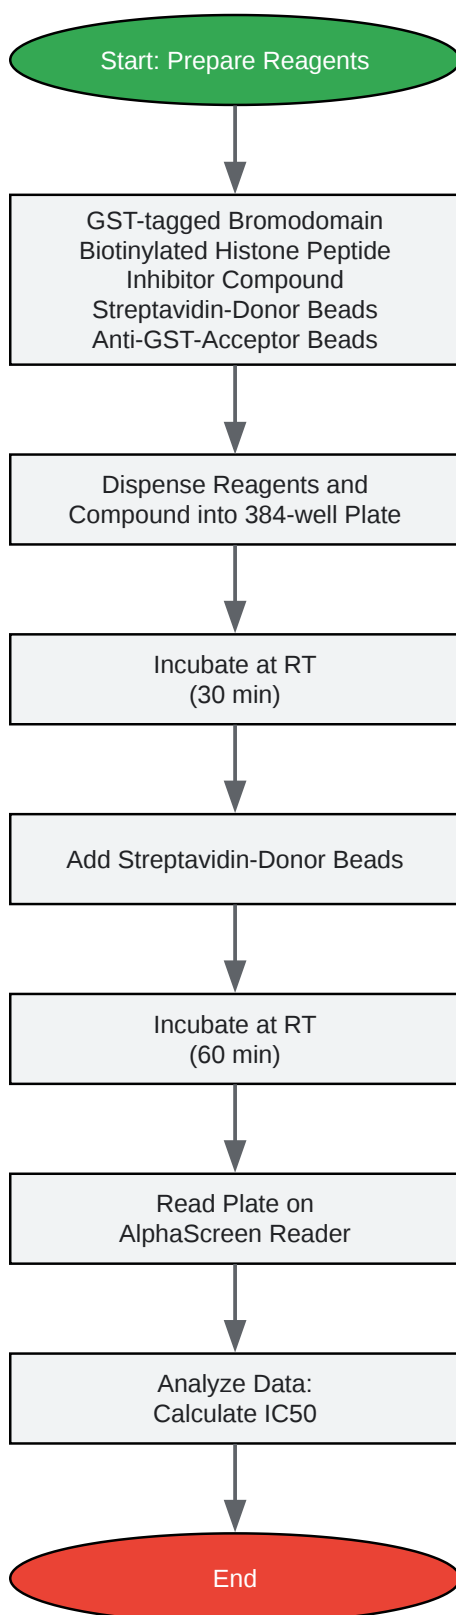 Start: Prepare Reagents
GST-tagged Bromodomain
Biotinylated Histone Peptide
Inhibitor Compound
Streptavidin-Donor Beads
Anti-GST-Acceptor Beads
Dispense Reagents and
Compound into 384-well Plate
Incubate at RT
(30 min)
Add Streptavidin-Donor Beads
Incubate at RT
(60 min)
Read Plate on
AlphaScreen Reader
Analyze Data:
Calculate IC50
End